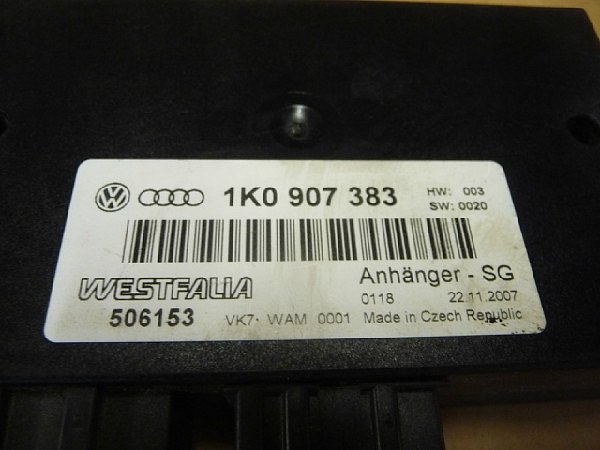 1K0 907 383 HW: 003
SW: 0020
WESTFALIA Anhänger - SG
506153 0118 22.11.2007
VK7- WAM 0001 Made in Czech Republic